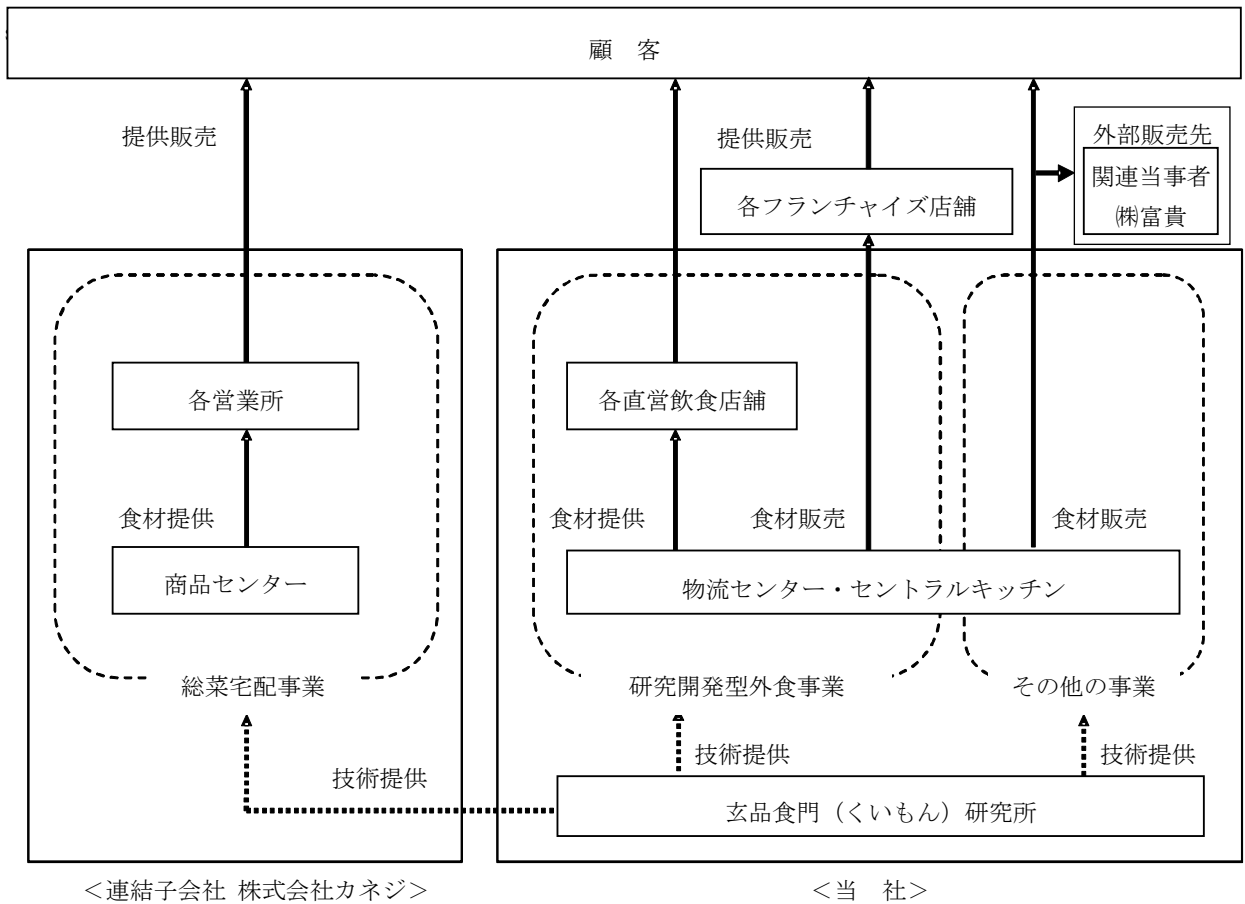 顧 客
提供販売
提供販売
外部販売先
関連当事者
㈱富貴
各フランチャイズ店舗
各営業所
各直営飲食店舗
食材提供
食材提供
食材販売
食材販売
商品センター
物流センター・セントラルキッチン
総菜宅配事業
研究開発型外食事業
その他の事業
技術提供
技術提供
技術提供
玄品食門（くいもん）研究所
＜連結子会社 株式会社カネジ＞
＜当 社＞